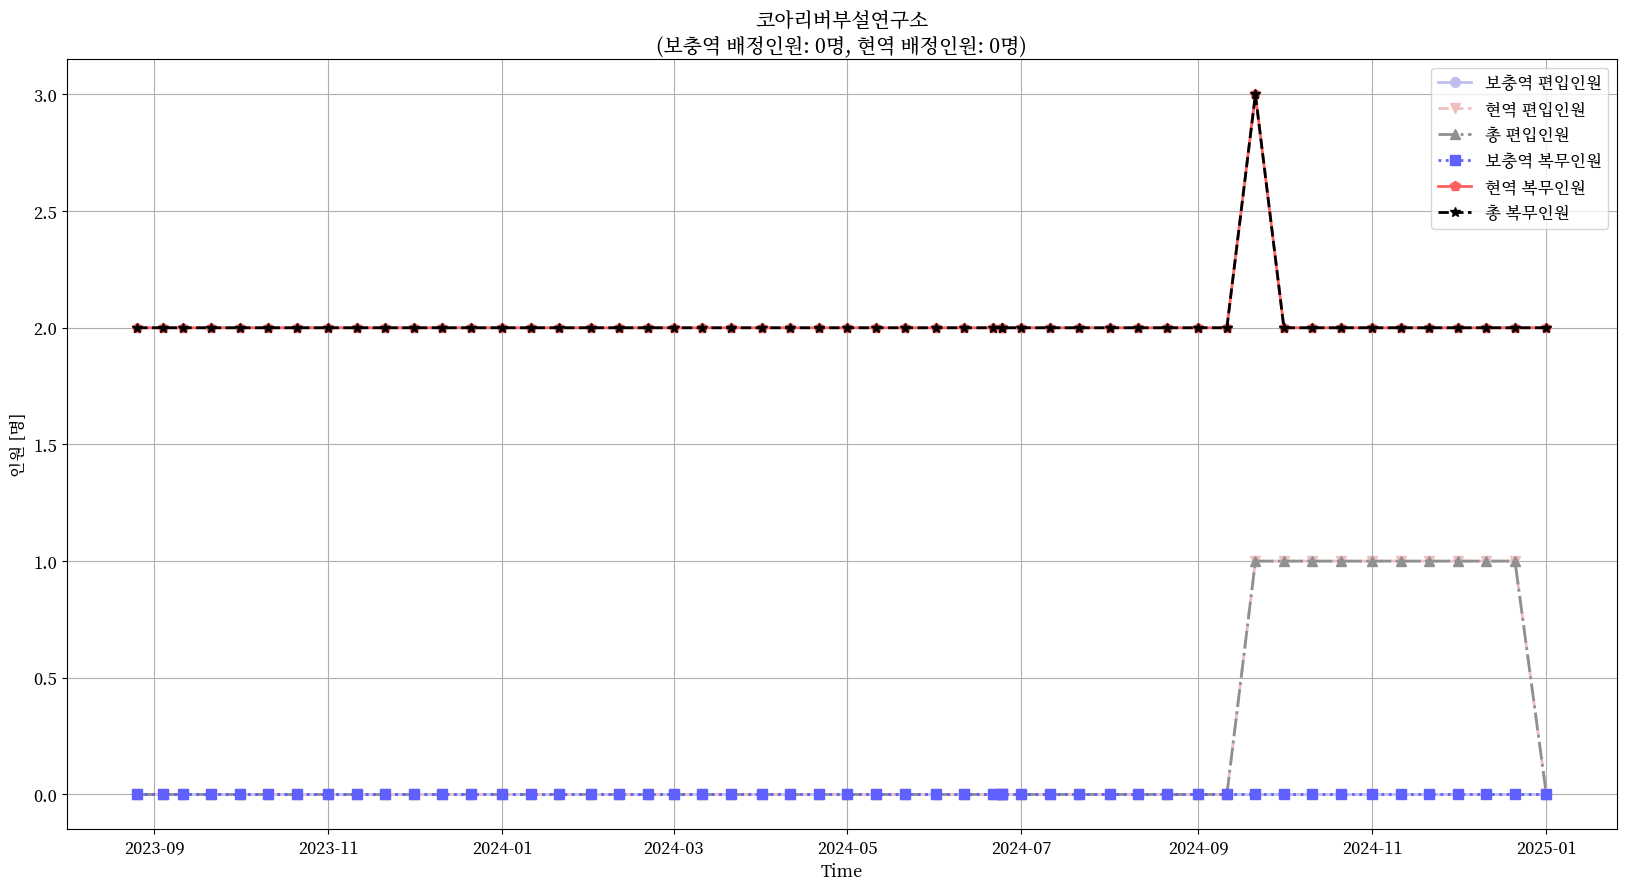 코아리버부설연구소
(보충역 배정인원: 0명, 현역 배정인원: 0명)
보충역 편입인원
현역 편입인원
총 편입인원
보충역 복무인원
현역 복무인원
총 복무인원
인원 [명]
3.0
2.5
2.0
1.5
1.0
0.5
0.0
2023-09 2023-11 2024-01 2024-03 2024-05 2024-07 2024-09 2024-11 2025-01
Time